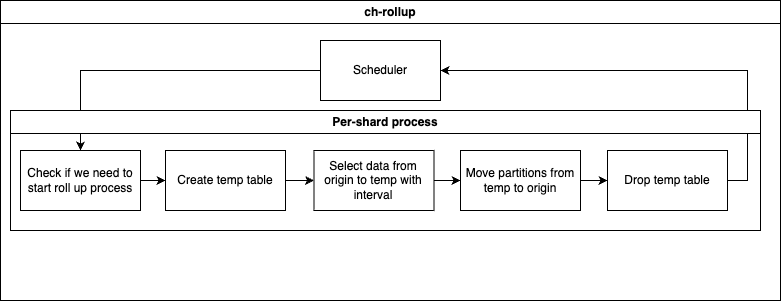 ch-rollup
Scheduler
Per-shard process
Check if we need to
start roll up process
Create temp table
Select data from
origin to temp with
interval
Move partitions from
temp to origin
Drop temp table